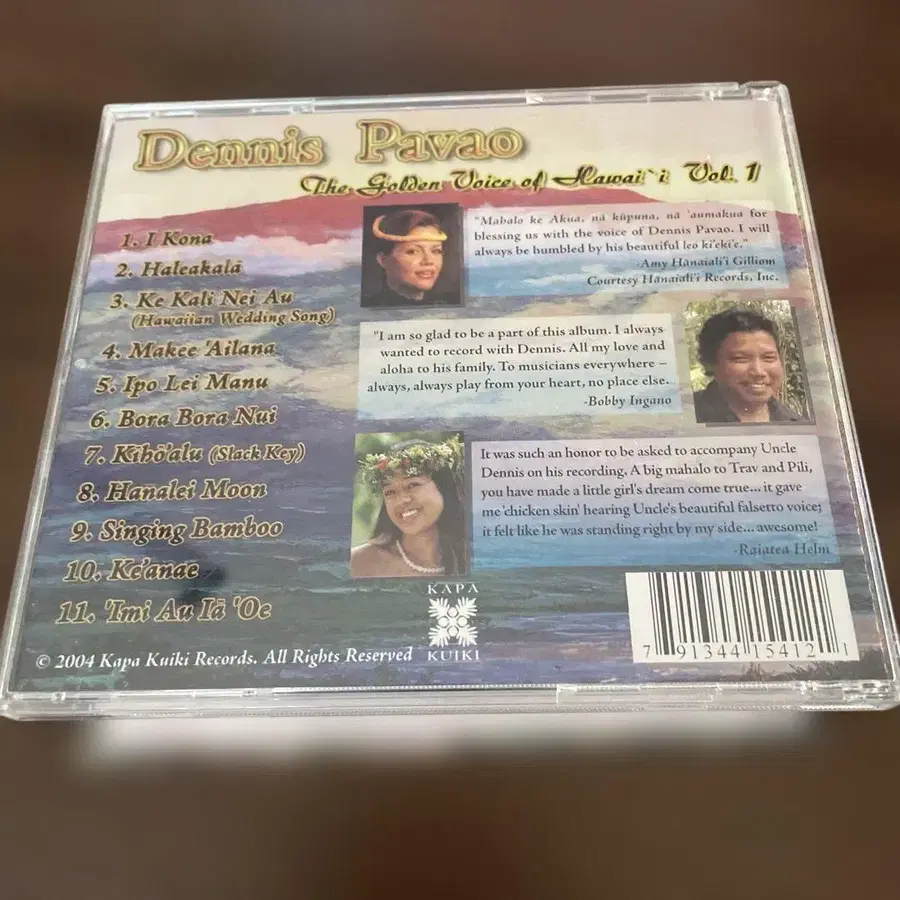 Dennis Pavao
The Golden Voice of Hawai`i Vol. 1
1. I Kona
2. Haleakalā
3. Ke Kali Nei Au
(Hawaiian Wedding Song)
4. Makee 'Ailana
5. Ipo Lei Manu
6. Bora Bora Nui
7. Kīhō'alu (Slack Key)
8. Hanalei Moon
9. Singing Bamboo
10. Ke'anae
11. 'Imi Au Iā 'Oe
"Mahalo ke Akua, nā kūpuna, nā 'aumakua for
blessing us with the voice of Dennis Pavao. I will
always be humbled by his beautiful leo ki'eki'e."
-Amy Hānaiali'i Gilliom
Courtesy Hānaiali'i Records, Inc.
"I am so glad to be a part of this album. I always
wanted to record with Dennis. All my love and
aloha to his family. To musicians everywhere –
always, always play from your heart, no place else.
-Bobby Ingano
It was such an honor to be asked to accompany Uncle
Dennis on his recording. A big mahalo to Trav and Pili,
you have made a little girl's dream come true... it gave
me 'chicken skin' hearing Uncle's beautiful falsetto voice;
it felt like he was standing right by my side... awesome!
-Raiatea Helm
KAPA
KUIKI
© 2004 Kapa Kuiki Records. All Rights Reserved
7 91344 15412 1